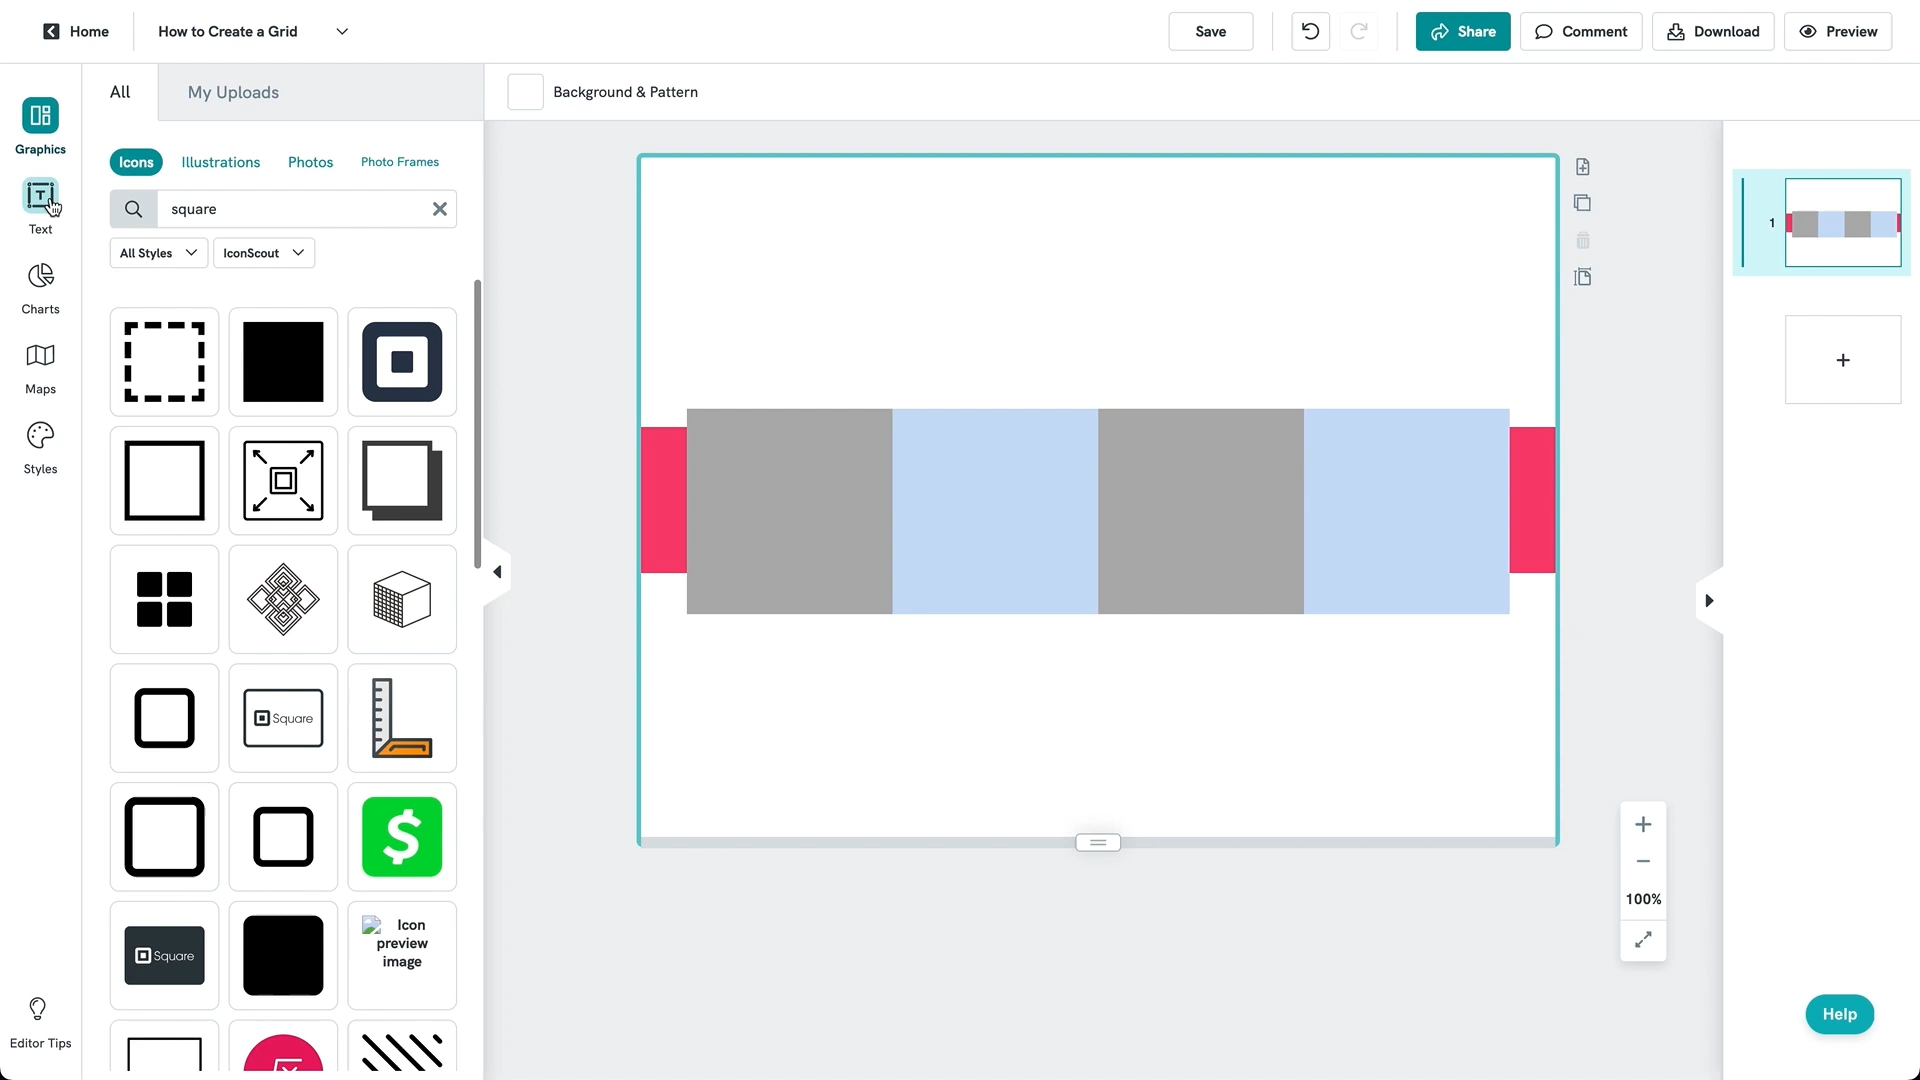 Home
How to Create a Grid
Save
Share
Comment
Download
Preview
All
My Uploads
Background & Pattern
Graphics
Text
Charts
Maps
Styles
Editor Tips
Icons
Illustrations
Photos
Photo Frames
square
All Styles
IconScout
Square
$
Square
Icon
preview
image
1
+
100%
Help